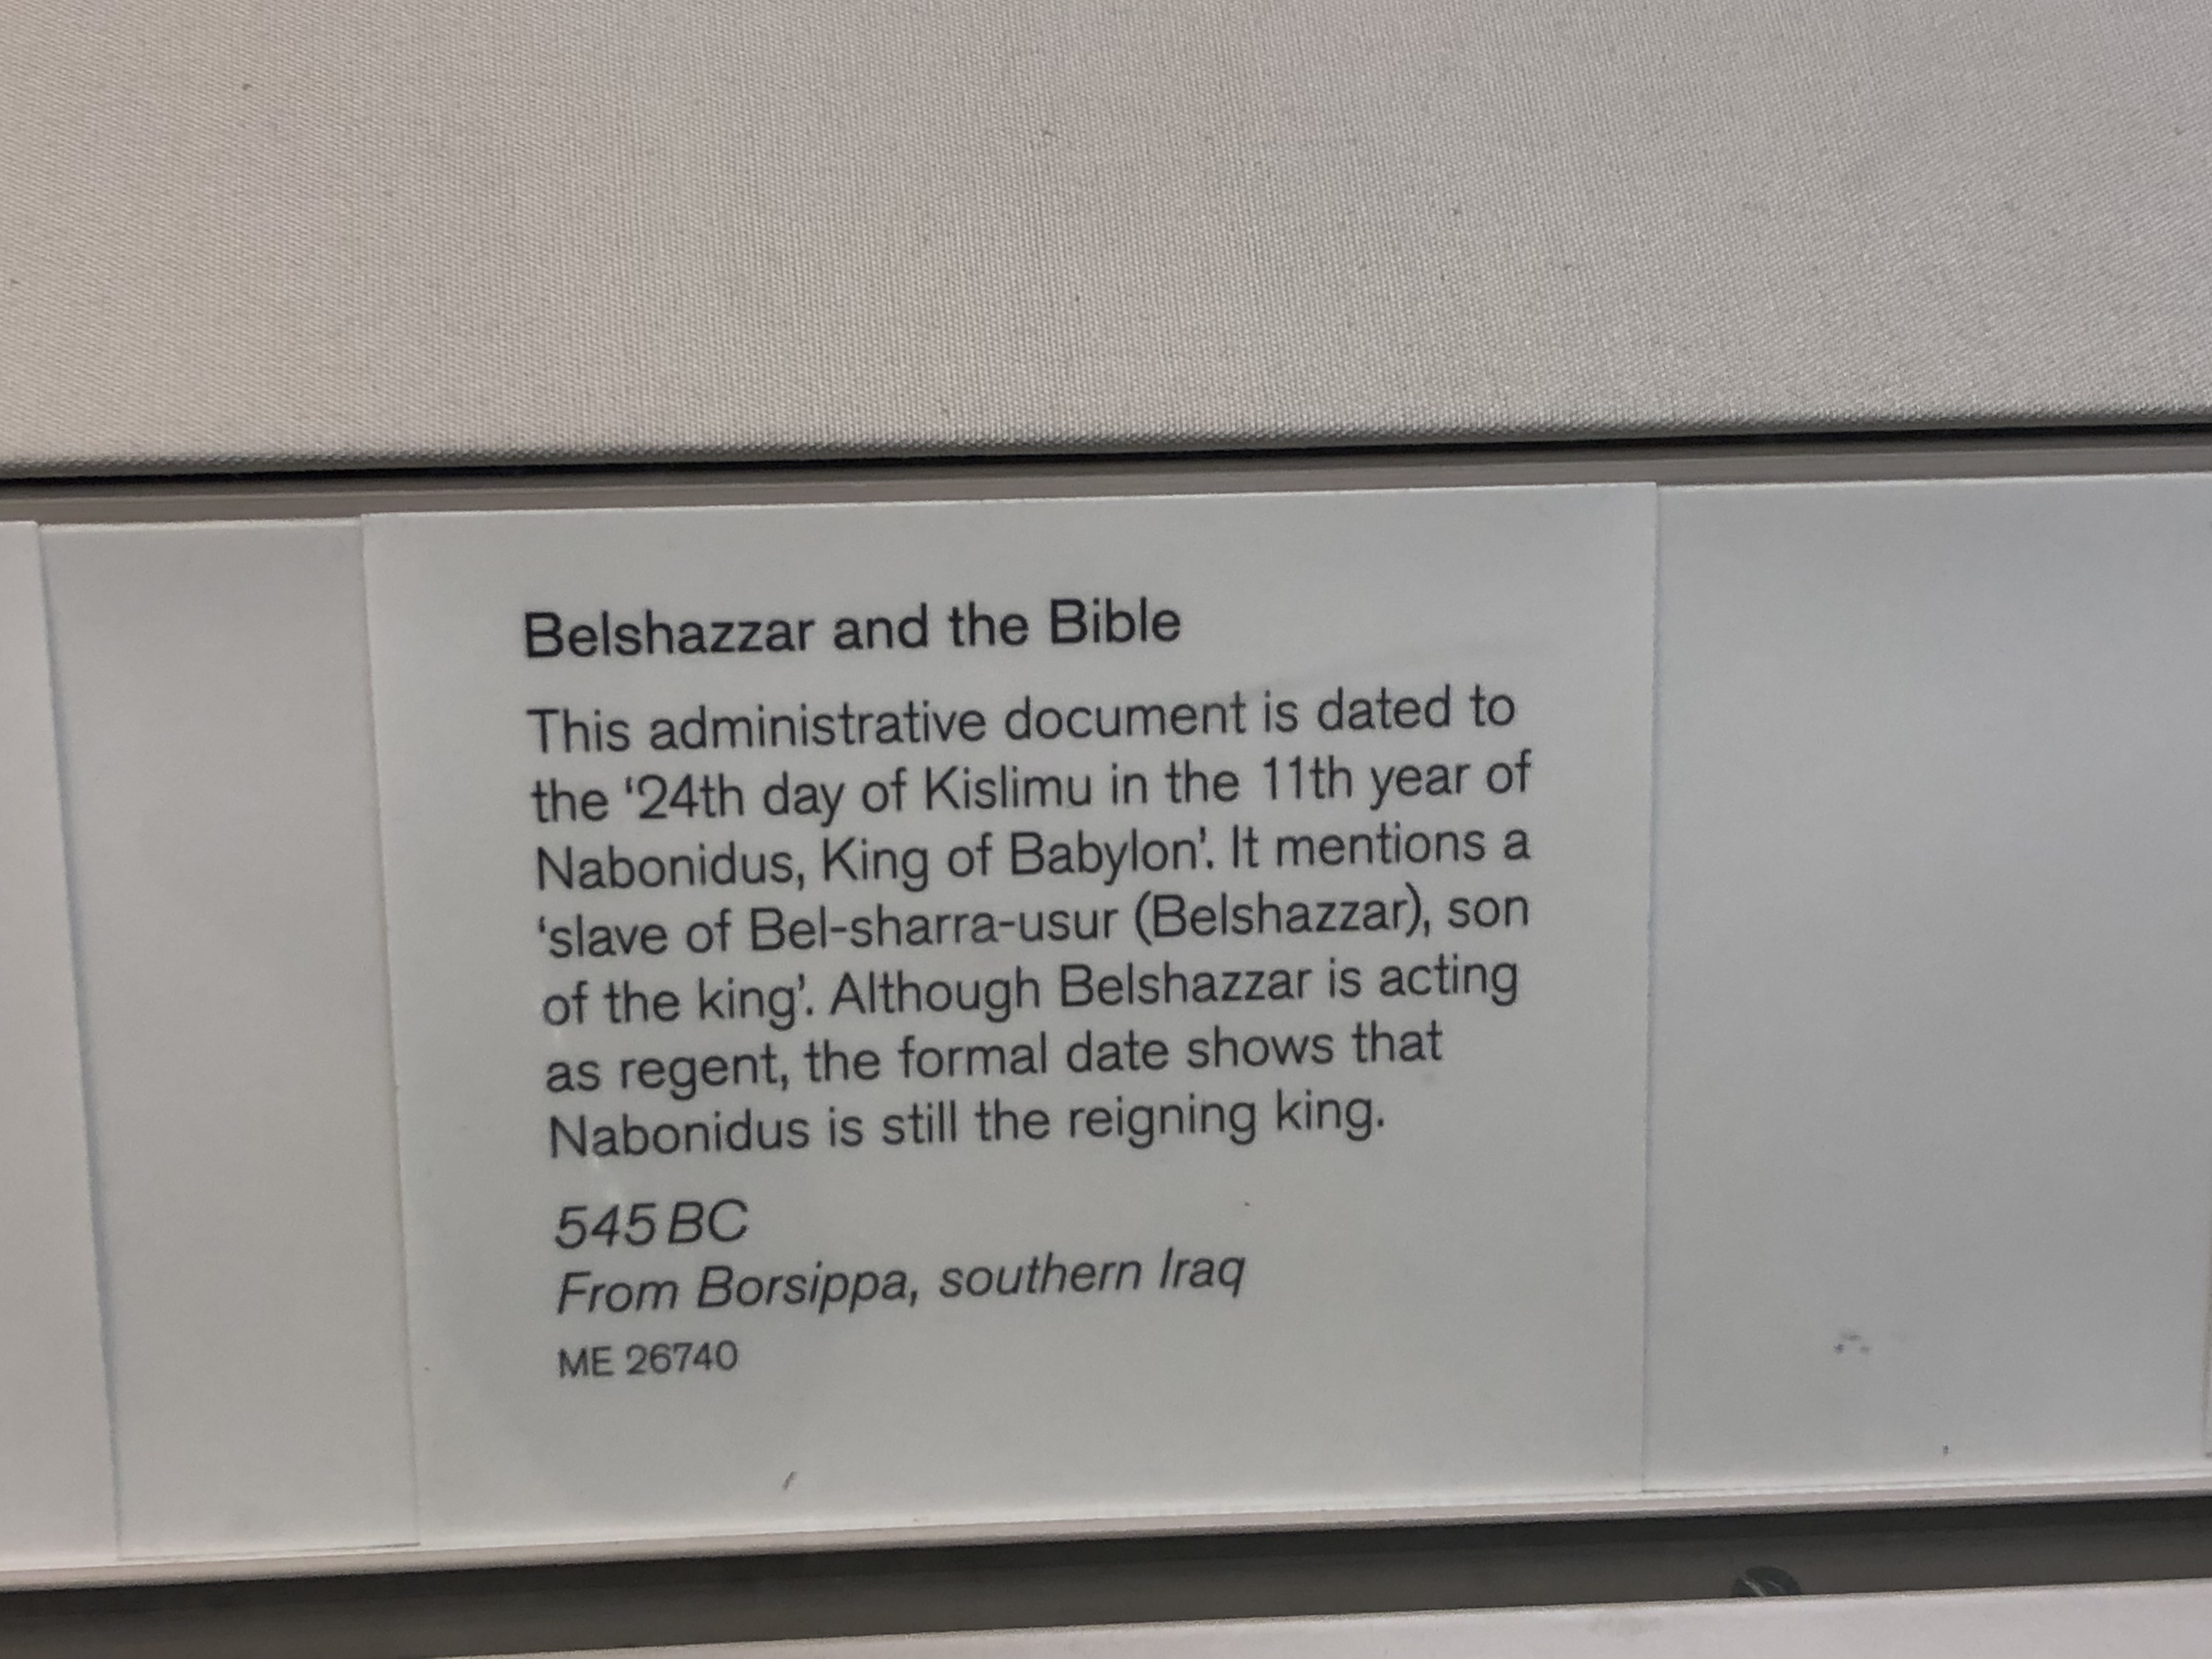 Belshazzar and the Bible
This administrative document is dated to
the ‘24th day of Kislimu in the 11th year of
Nabonidus, King of Babylon’. It mentions a
‘slave of Bel-sharra-usur (Belshazzar), son
of the king’. Although Belshazzar is acting
as regent, the formal date shows that
Nabonidus is still the reigning king.
545 BC
From Borsippa, southern Iraq
ME 26740